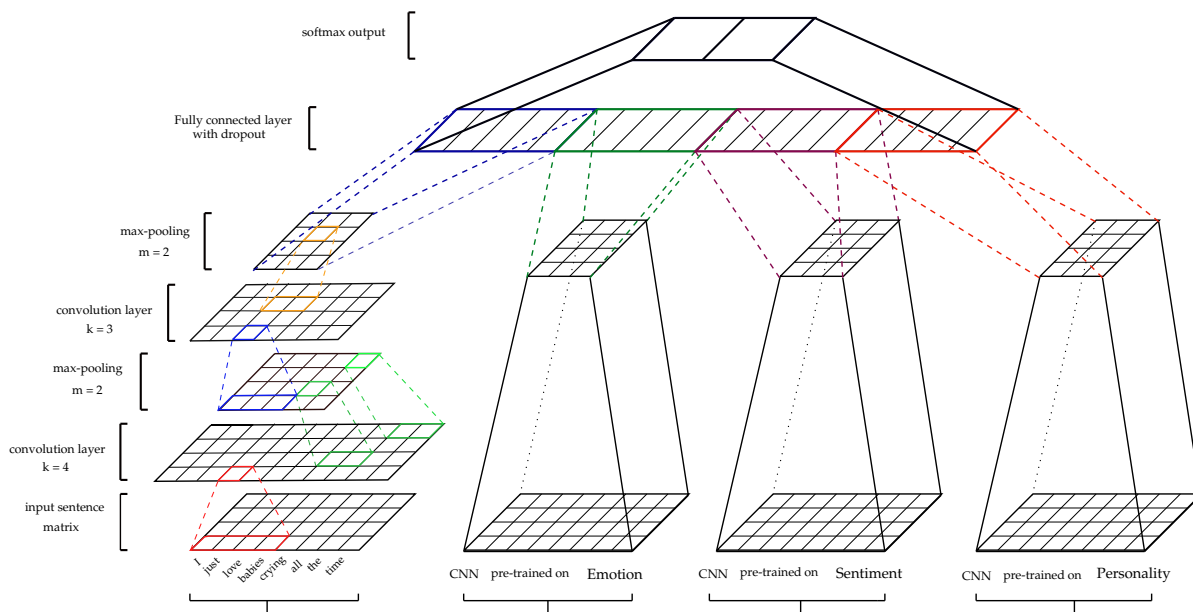 softmax output
Fully connected layer
with dropout
max-pooling
m = 2
convolution layer
k = 3
max-pooling
m = 2
convolution layer
k = 4
input sentence
matrix
I just love babies crying all the time
CNN pre-trained on Emotion
CNN pre-trained on Sentiment
CNN pre-trained on Personality